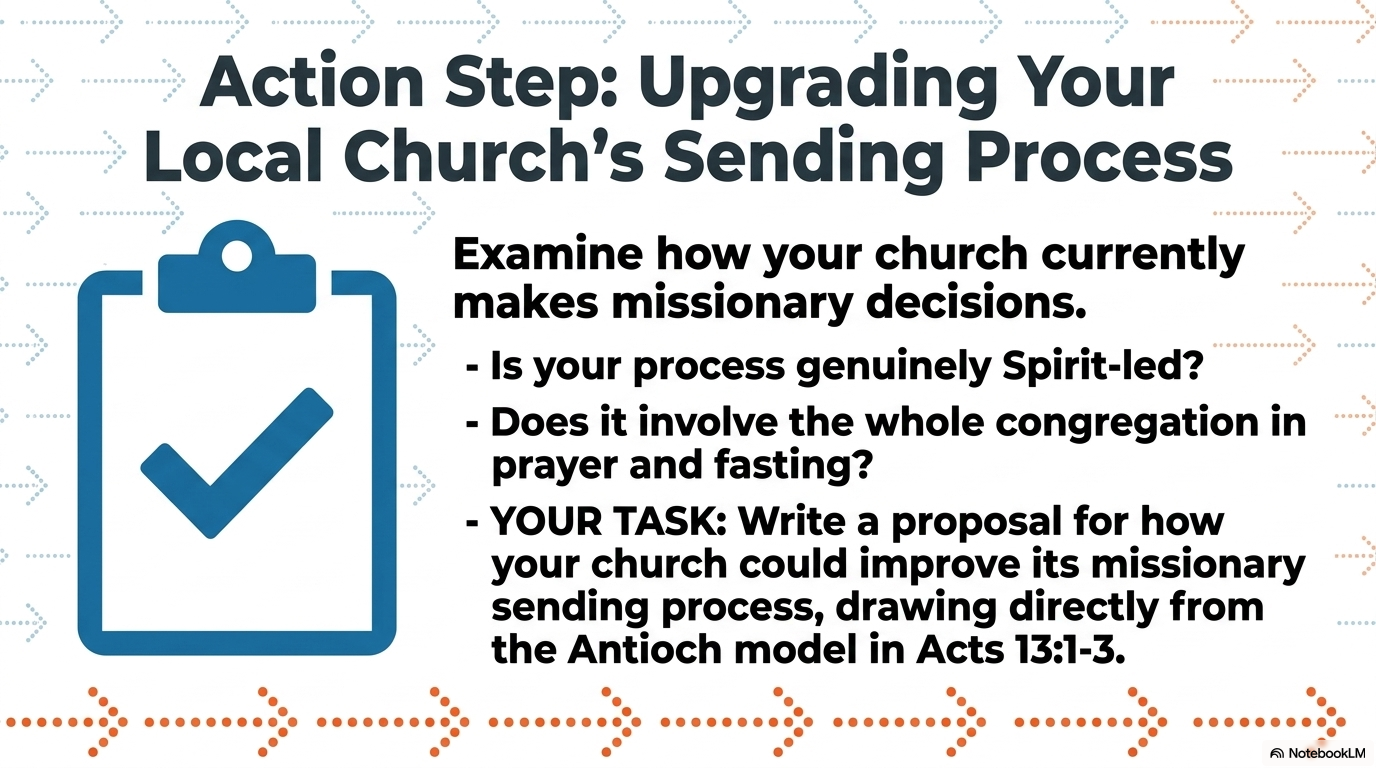 Action Step: Upgrading Your
Local Church’s Sending Process
Examine how your church currently
makes missionary decisions.
- Is your process genuinely Spirit-led?
- Does it involve the whole congregation in
prayer and fasting?
- YOUR TASK: Write a proposal for how
your church could improve its missionary
sending process, drawing directly from
the Antioch model in Acts 13:1-3.
NotebookLM